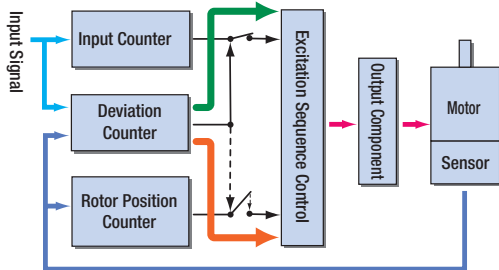 Input Signal
Input Counter
Deviation
Counter
Rotor Position
Counter
Excitation Sequence Control
Output Component
Motor
Sensor